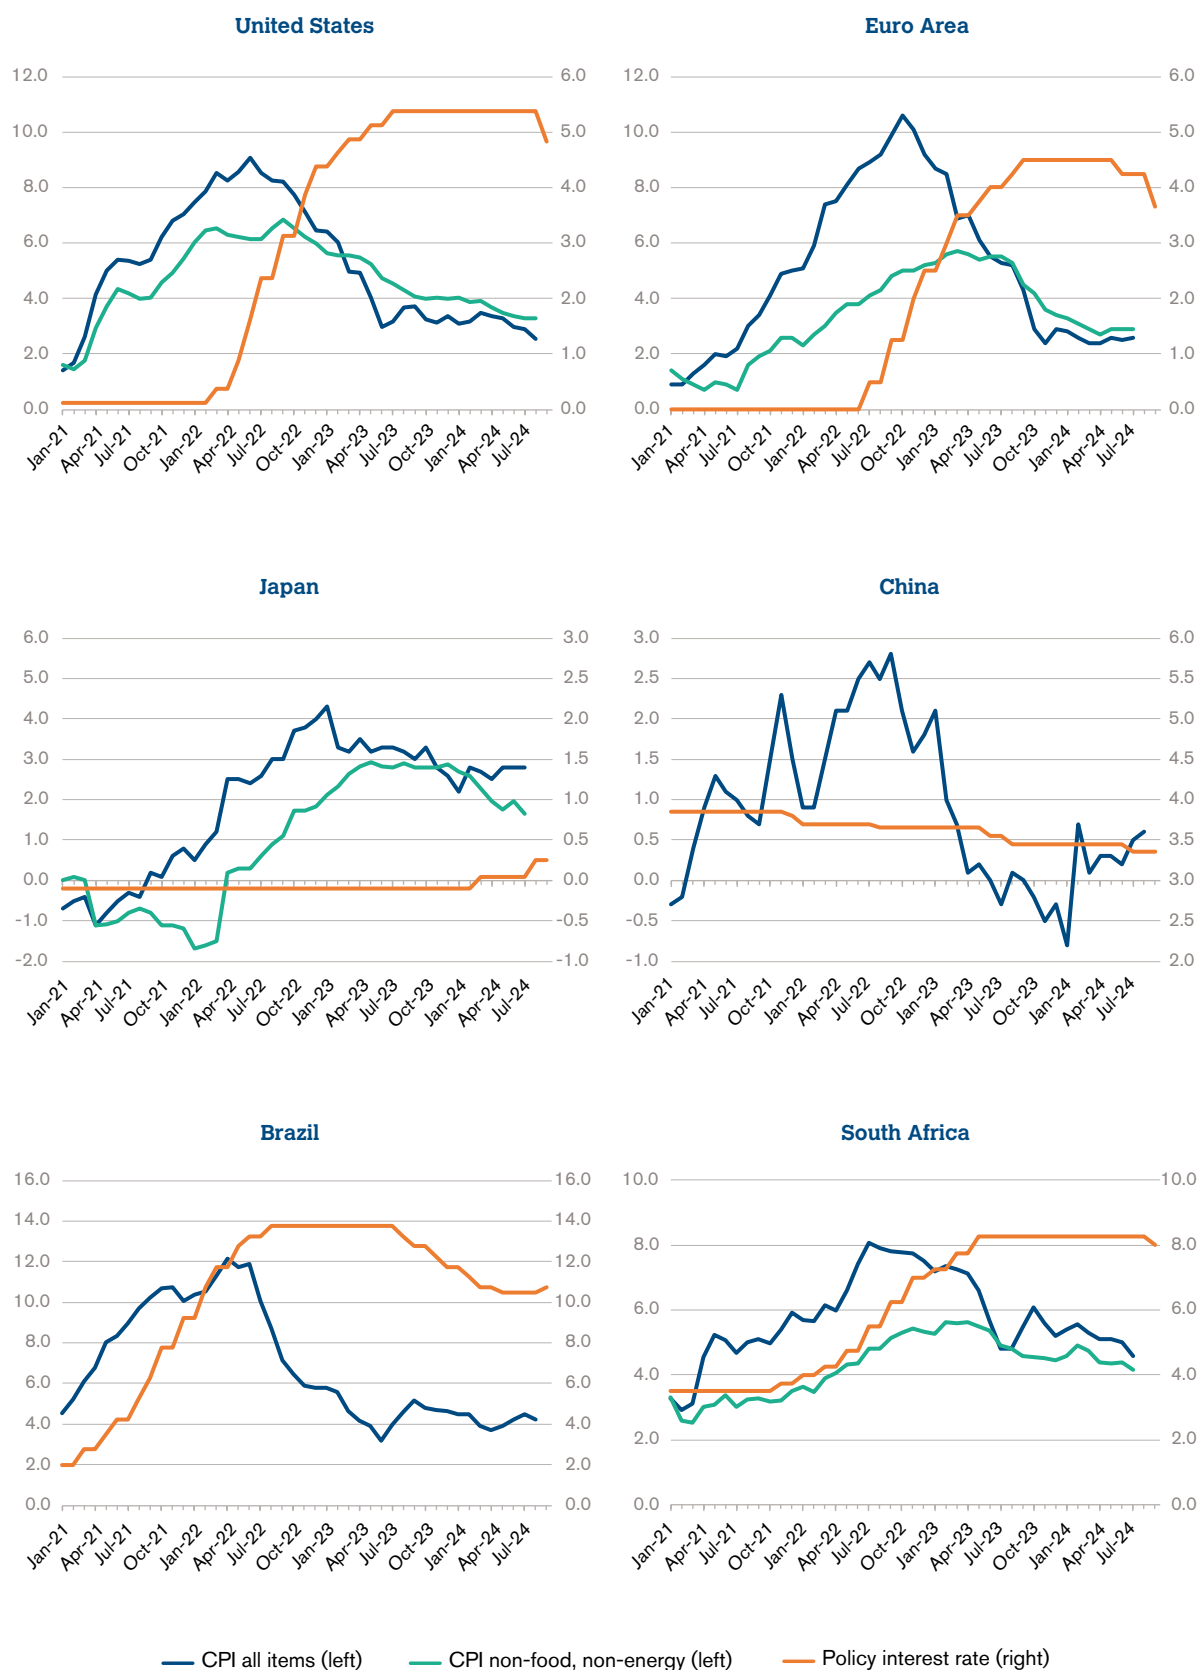 United States
Euro Area
12.0
10.0
8.0
6.0
4.0
2.0
0.0
6.0
5.0
4.0
3.0
2.0
1.0
0.0
Jan-21
Apr-21
Jul-21
Oct-21
Jan-22
Apr-22
Jul-22
Oct-22
Jan-23
Apr-23
Jul-23
Oct-23
Jan-24
Apr-24
Jul-24
12.0
10.0
8.0
6.0
4.0
2.0
0.0
6.0
5.0
4.0
3.0
2.0
1.0
0.0
Jan-21
Apr-21
Jul-21
Oct-21
Jan-22
Apr-22
Jul-22
Oct-22
Jan-23
Apr-23
Jul-23
Oct-23
Jan-24
Apr-24
Jul-24
Japan
China
6.0
5.0
4.0
3.0
2.0
1.0
0.0
-1.0
-2.0
3.0
2.5
2.0
1.5
1.0
0.5
0.0
-0.5
-1.0
Jan-21
Apr-21
Jul-21
Oct-21
Jan-22
Apr-22
Jul-22
Oct-22
Jan-23
Apr-23
Jul-23
Oct-23
Jan-24
Apr-24
Jul-24
3.0
2.5
2.0
1.5
1.0
0.5
0.0
-0.5
-1.0
6.0
5.5
5.0
4.5
4.0
3.5
3.0
2.5
2.0
Jan-21
Apr-21
Jul-21
Oct-21
Jan-22
Apr-22
Jul-22
Oct-22
Jan-23
Apr-23
Jul-23
Oct-23
Jan-24
Apr-24
Jul-24
Brazil
South Africa
16.0
14.0
12.0
10.0
8.0
6.0
4.0
2.0
0.0
16.0
14.0
12.0
10.0
8.0
6.0
4.0
2.0
0.0
Jan-21
Apr-21
Jul-21
Oct-21
Jan-22
Apr-22
Jul-22
Oct-22
Jan-23
Apr-23
Jul-23
Oct-23
Jan-24
Apr-24
Jul-24
10.0
8.0
6.0
4.0
2.0
0.0
10.0
8.0
6.0
4.0
2.0
0.0
Jan-21
Apr-21
Jul-21
Oct-21
Jan-22
Apr-22
Jul-22
Oct-22
Jan-23
Apr-23
Jul-23
Oct-23
Jan-24
Apr-24
Jul-24
CPI all items (left)
CPI non-food, non-energy (left)
Policy interest rate (right)